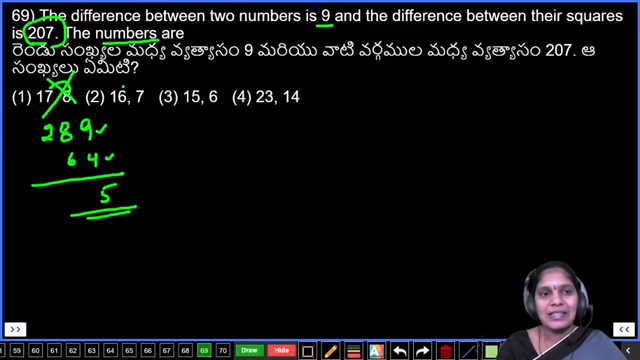 69) The difference between two numbers is 9 and the difference between their squares
is 207. The numbers are
రెండు సంఖ్యల మధ్య వ్యత్యాసం 9 మరియు వాటి వర్గముల మధ్య వ్యత్యాసం 207. ఆ
సంఖ్యలు ఏమిటి?
(1) 17, 8 (2) 16, 7 (3) 15, 6 (4) 23, 14
289
64
5
>> 59 60 61 62 63 64 65 66 67 68 69 70 Draw Hide A >>